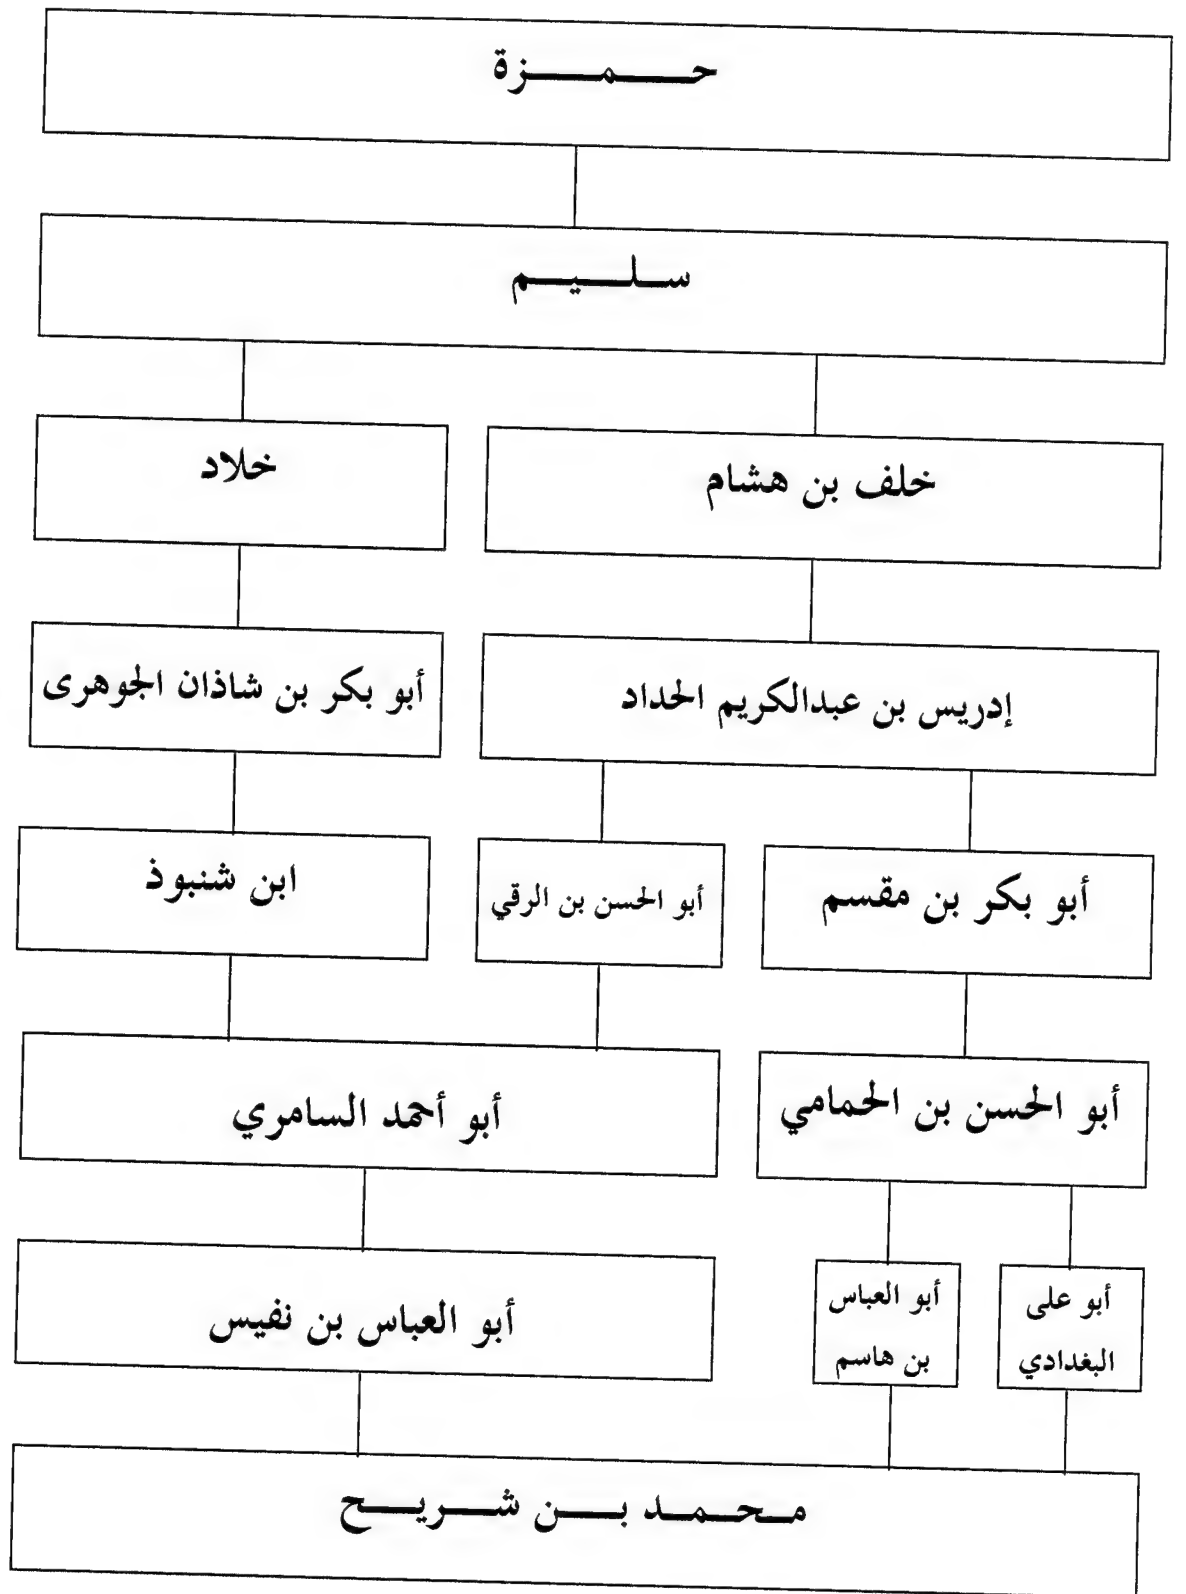 حمزة
سليم
خلف بن هشام
خلاد
إدريس بن عبدالكريم الحداد
أبو بكر بن شاذان الجوهرى
أبو بكر بن مقسم
أبو الحسن بن الرقي
ابن شنبوذ
أبو الحسن بن الحمامي
أبو أحمد السامري
أبو على
البغدادي
أبو العباس
بن هاسم
أبو العباس بن نفيس
محمد بن شريح